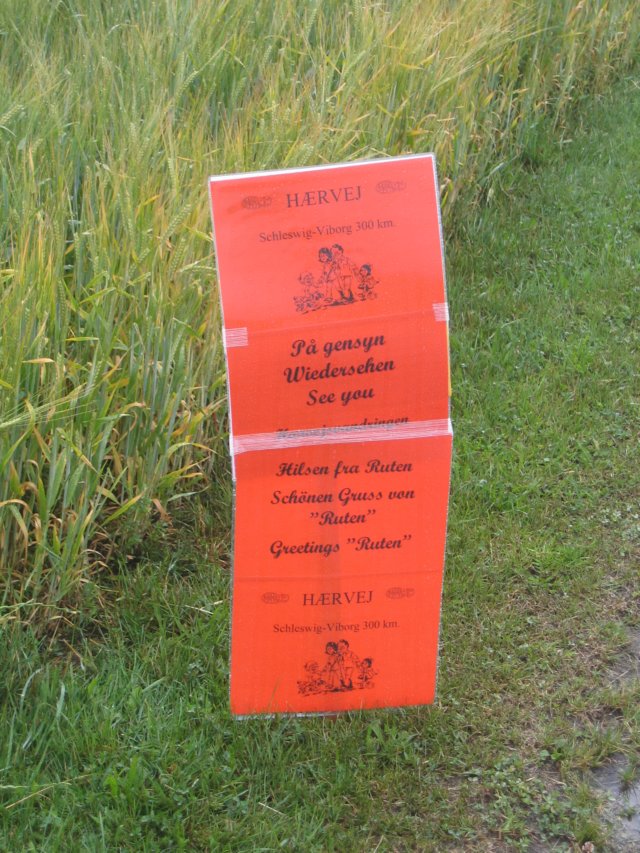 HÆRVEJ
Schleswig-Viborg 300 km.
På gensyn
Wiedersehen
See you
Hilsen fra Ruten
Schönen Gruss von
"Ruten"
Greetings "Ruten"
HÆRVEJ
Schleswig-Viborg 300 km.